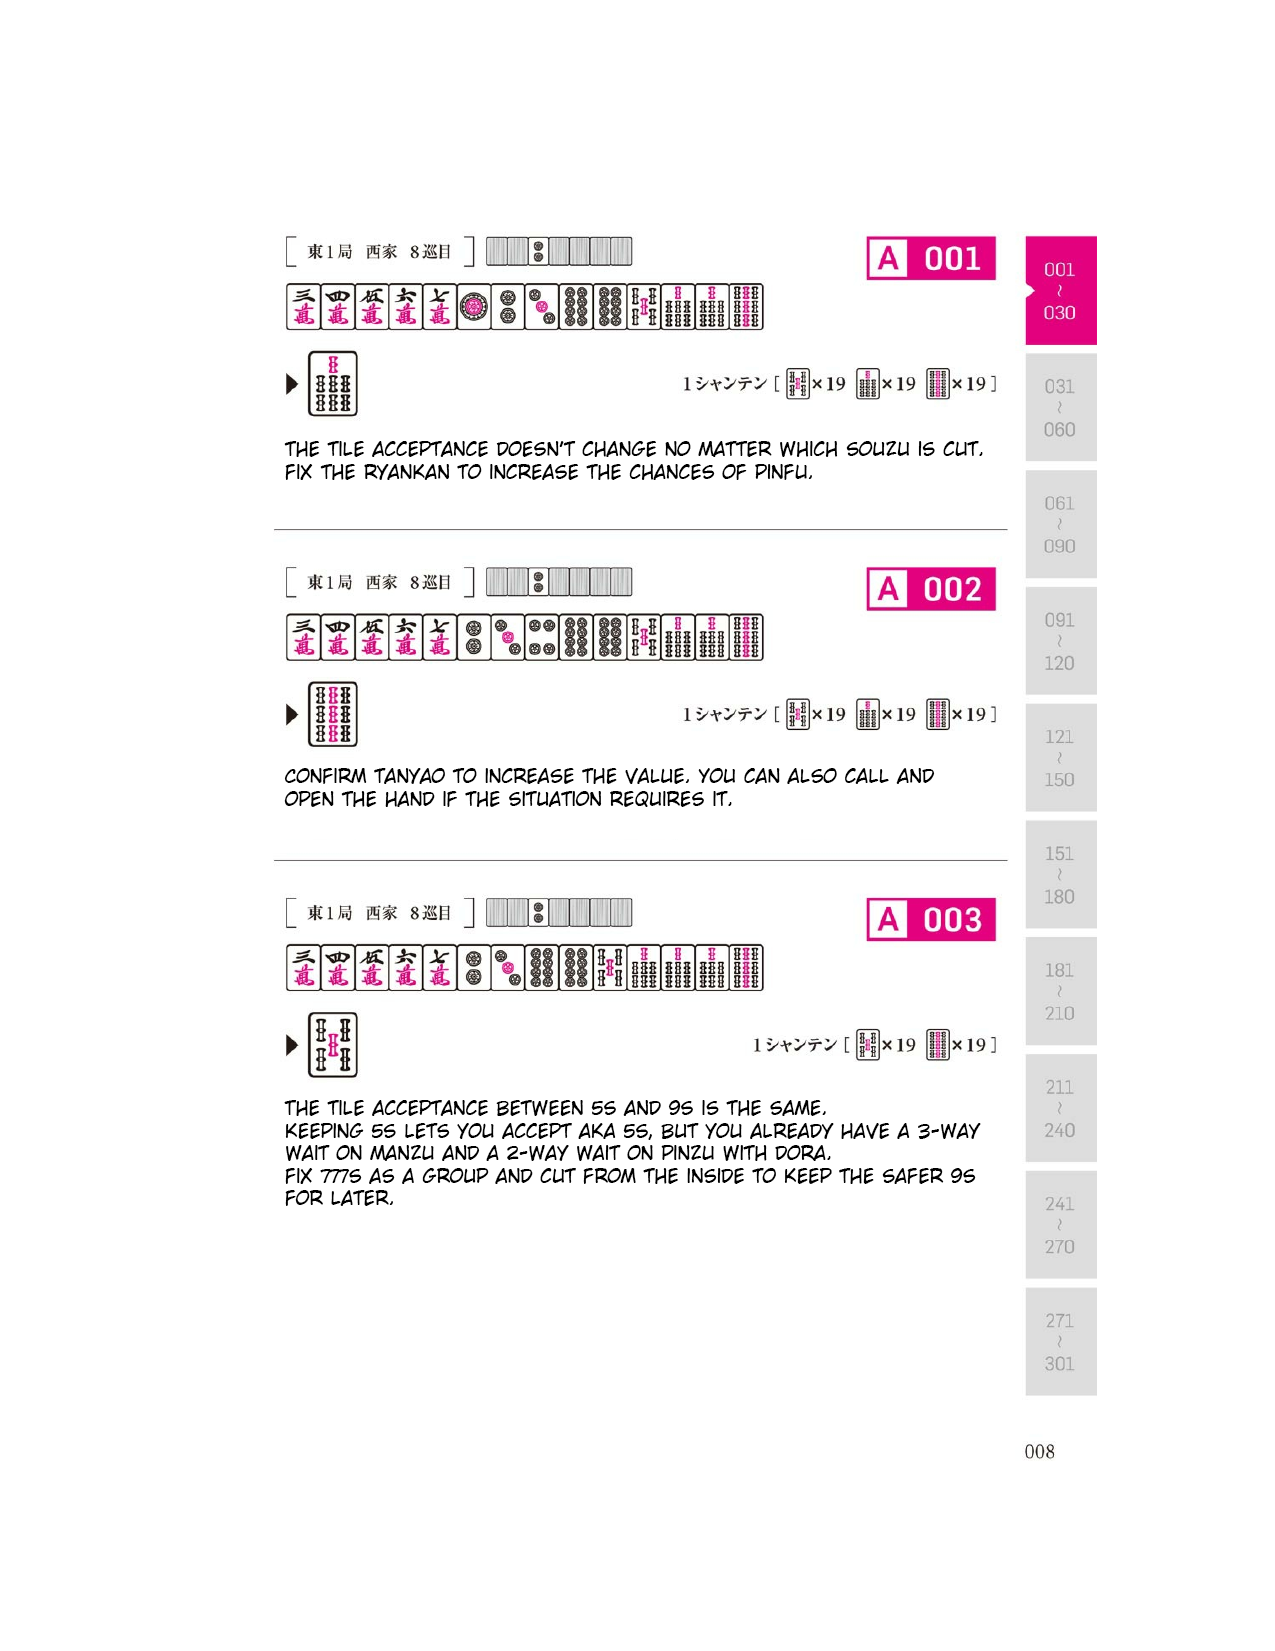 [ 東1局 西家 8巡目 ]
A 001
三萬 四萬 五萬 六萬 七萬
1シャンテン [ ×19 ×19 ×19 ]
THE TILE ACCEPTANCE DOESN'T CHANGE NO MATTER WHICH SOUZU IS CUT.
FIX THE RYANKAN TO INCREASE THE CHANCES OF PINFU.
[ 東1局 西家 8巡目 ]
A 002
三萬 四萬 五萬 六萬 七萬
1シャンテン [ ×19 ×19 ×19 ]
CONFIRM TANYAO TO INCREASE THE VALUE. YOU CAN ALSO CALL AND
OPEN THE HAND IF THE SITUATION REQUIRES IT.
[ 東1局 西家 8巡目 ]
A 003
三萬 四萬 五萬 六萬 七萬
1シャンテン [ ×19 ×19 ]
THE TILE ACCEPTANCE BETWEEN 5S AND 9S IS THE SAME.
KEEPING 5S LETS YOU ACCEPT AKA 5S, BUT YOU ALREADY HAVE A 3-WAY
WAIT ON MANZU AND A 2-WAY WAIT ON PINZU WITH DORA.
FIX 777S AS A GROUP AND CUT FROM THE INSIDE TO KEEP THE SAFER 9S
FOR LATER.
001
~
030
031
~
060
061
~
090
091
~
120
121
~
150
151
~
180
181
~
210
211
~
240
241
~
270
271
~
301
008